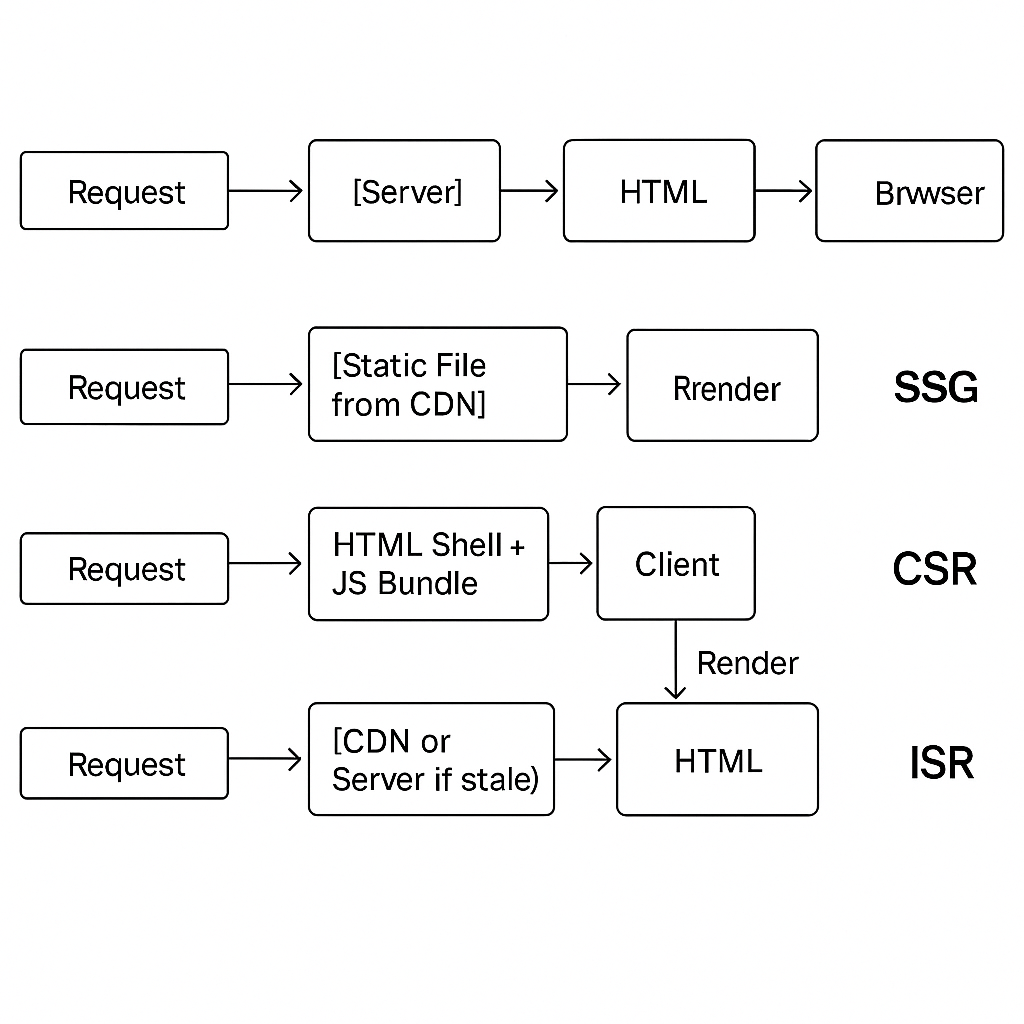 Request
[Server]
HTML
Brwwser
Request
[Static File
from CDN]
Rrender
SSG
Request
HTML Shell +
JS Bundle
Client
CSR
Render
Request
[CDN or
Server if stale)
HTML
ISR